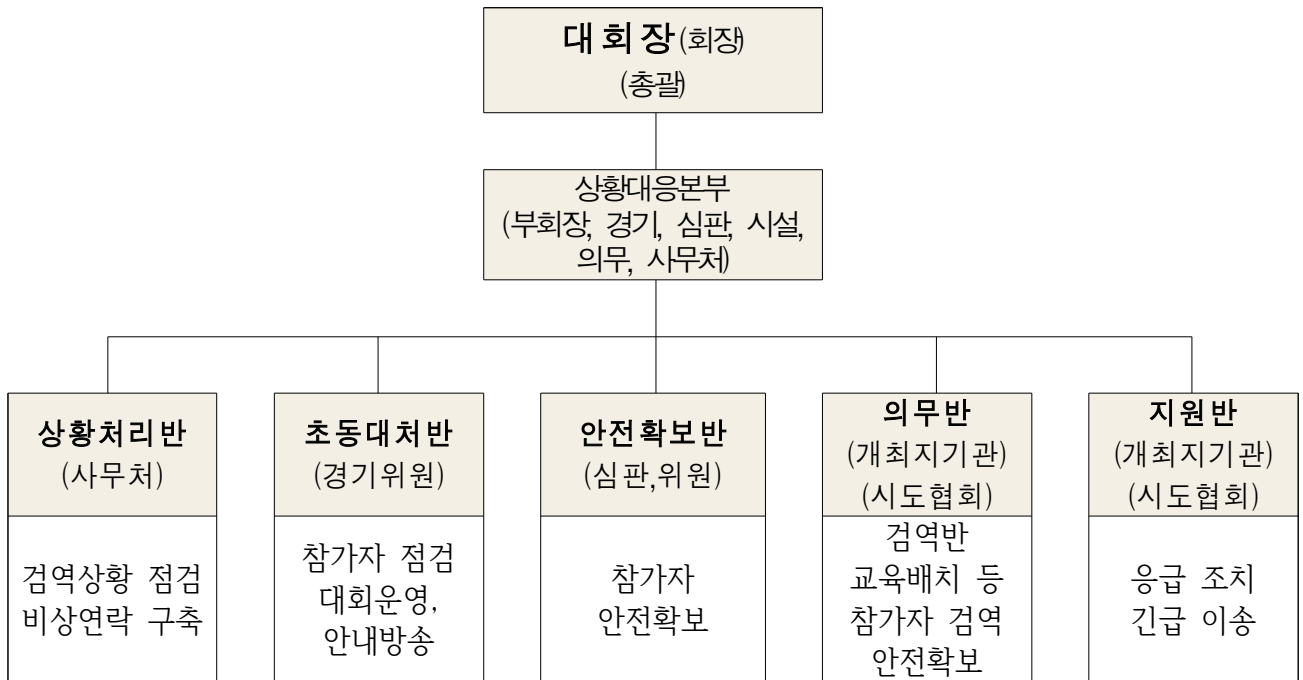 대회장(회장)
(총괄)
상황대응본부
(부회장, 경기, 심판, 시설,
의무, 사무처)
상황처리반
(사무처)
검역상황 점검
비상연락 구축
초동대처반
(경기위원)
참가자 점검
대회운영,
안내방송
안전확보반
(심판,위원)
참가자
안전확보
의무반
(개최지기관)
(시도협회)
검역반
교육배치 등
참가자 검역
안전확보
지원반
(개최지기관)
(시도협회)
응급 조치
긴급 이송